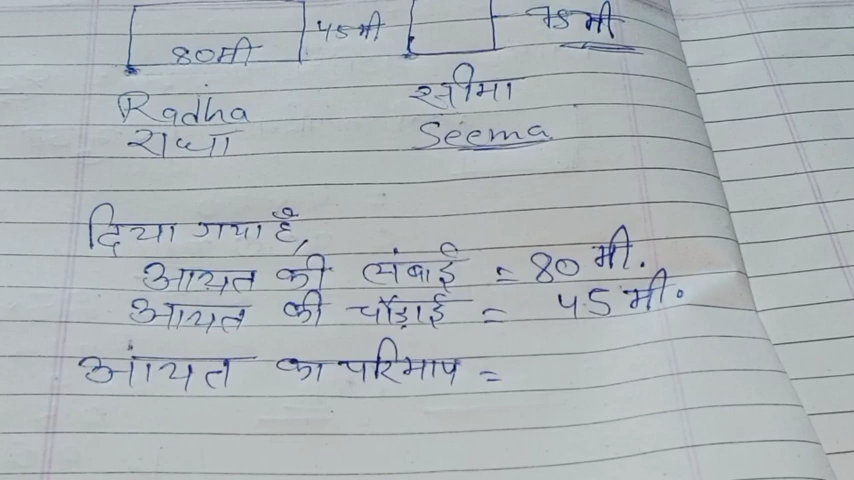 80मी 45मी 75मी
Radha सीमा
राधा Seema
दिया गया है,
आयत की लंबाई = 80 मी.
आयत की चौड़ाई = 45 मी.
आयत का परिमाप =